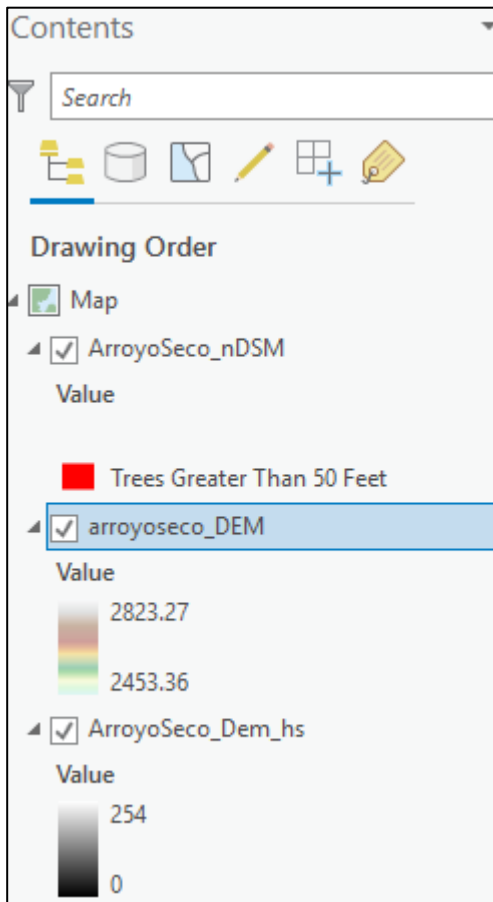 Contents
Search
Drawing Order
Map
ArroyoSeco_nDSM
Value
Trees Greater Than 50 Feet
arroyoseco_DEM
Value
2823.27
2453.36
ArroyoSeco_Dem_hs
Value
254
0